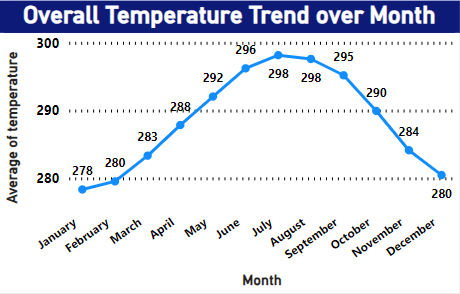 Overall Temperature Trend over Month
Average of temperature
300
290
280
278
280
283
288
292
296
298
298
295
290
284
280
January
February
March
April
May
June
July
August
September
October
November
December
Month